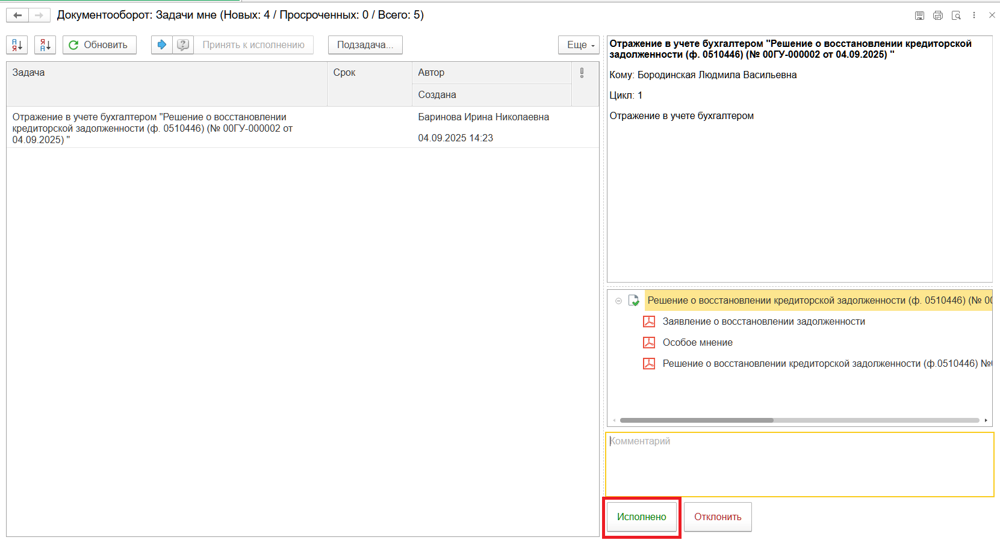 Документооборот: Задачи мне (Новых: 4 / Просроченных: 0 / Всего: 5)
Обновить
Принять к исполнению
Подзадача...
Еще
Задача
Срок
Автор
Создана
Отражение в учете бухгалтером "Решение о восстановлении
кредиторской задолженности (ф. 0510446) (№ 00ГУ-000002 от
04.09.2025) "
Баринова Ирина Николаевна
04.09.2025 14:23
Отражение в учете бухгалтером "Решение о восстановлении кредиторской
задолженности (ф. 0510446) (№ 00ГУ-000002 от 04.09.2025) "
Кому: Бородинская Людмила Васильевна
Цикл: 1
Отражение в учете бухгалтером
Решение о восстановлении кредиторской задолженности (ф. 0510446) (№ 00
Заявление о восстановлении задолженности
Особое мнение
Решение о восстановлении кредиторской задолженности (ф.0510446) №
Комментарий
Исполнено
Отклонить